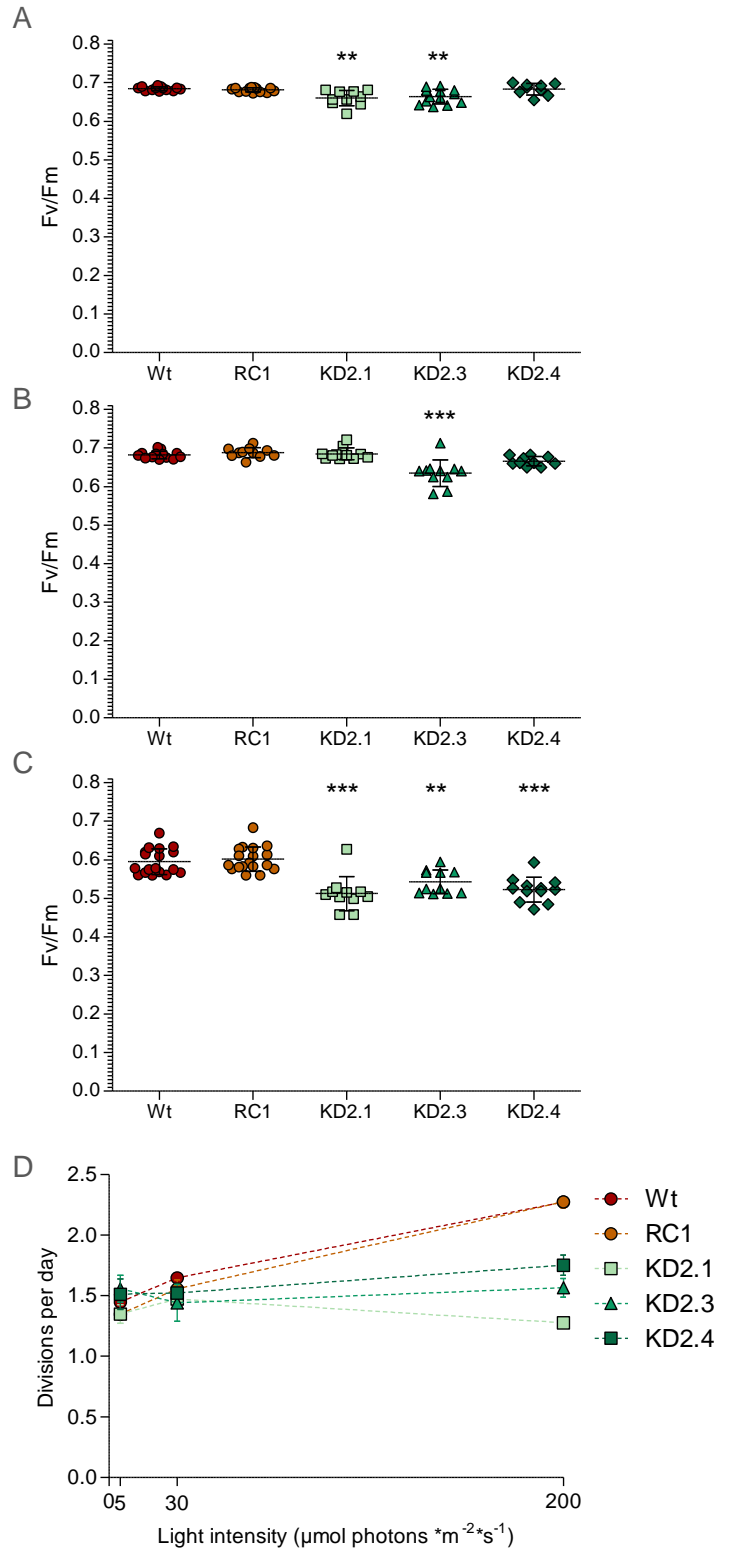 A
0.8
** **
0.7
0.6
0.5
0.4
0.3
0.2
0.1
0.0
Fv/Fm
Wt RC1 KD2.1 KD2.3 KD2.4
B
0.8
***
0.7
0.6
0.5
0.4
0.3
0.2
0.1
0.0
Fv/Fm
Wt RC1 KD2.1 KD2.3 KD2.4
C
0.8
*** ** ***
0.7
0.6
0.5
0.4
0.3
0.2
0.1
0.0
Fv/Fm
Wt RC1 KD2.1 KD2.3 KD2.4
D
2.5
2.0
1.5
1.0
0.5
0.0
Divisions per day
Wt
RC1
KD2.1
KD2.3
KD2.4
0 5 30 200
Light intensity (μmol photons *m⁻²*s⁻¹)